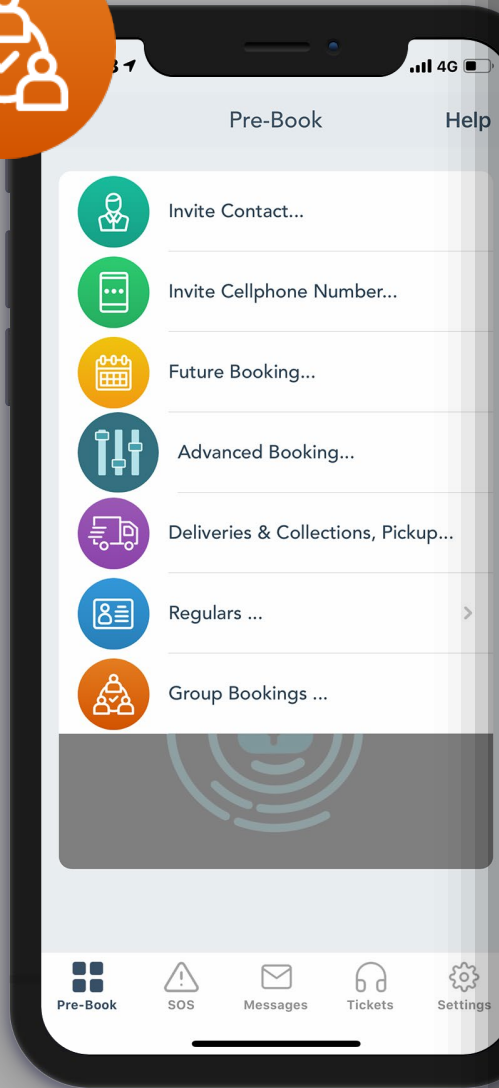 4G
Pre-Book
Help
Invite Contact...
Invite Cellphone Number...
Future Booking...
Advanced Booking...
Deliveries & Collections, Pickup...
Regulars ...
Group Bookings ...
Pre-Book
SOS
Messages
Tickets
Settings